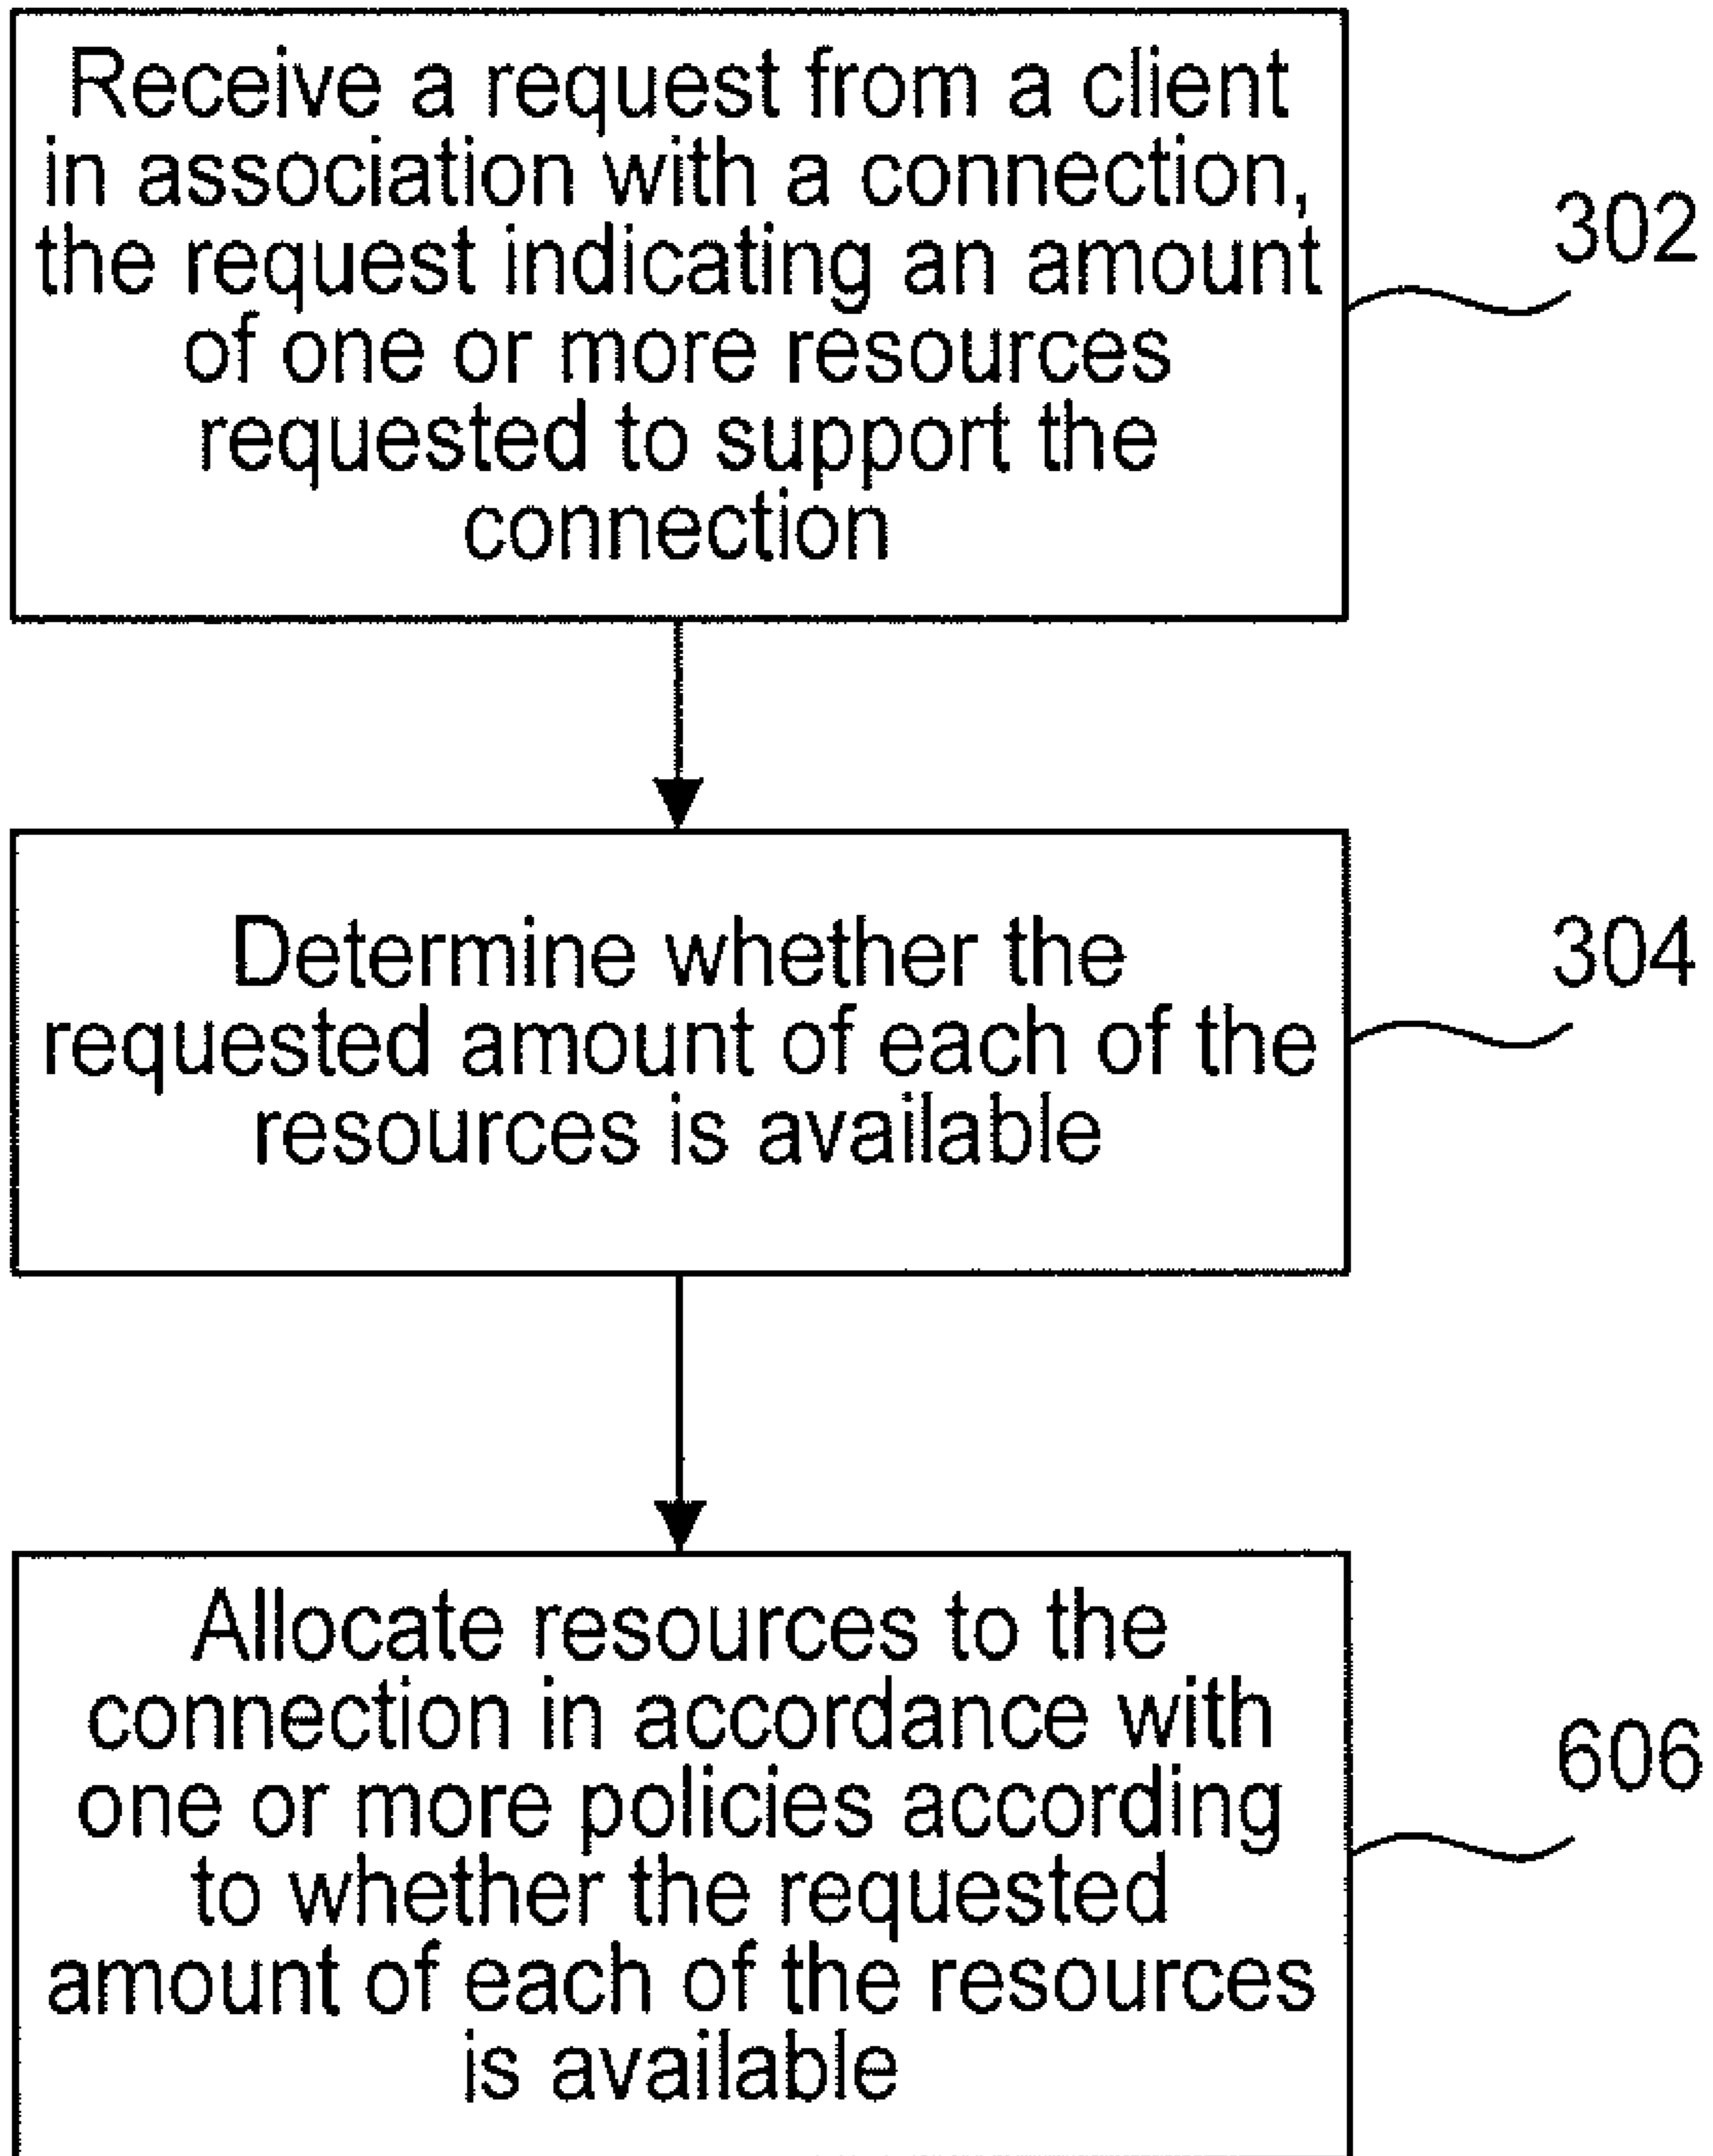 Receive a request from a client
in association with a connection,
the request indicating an amount
of one or more resources
requested to support the
connection
302
Determine whether the
requested amount of each of the
resources is available
304
Allocate resources to the
connection in accordance with
one or more policies according
to whether the requested
amount of each of the resources
is available
606